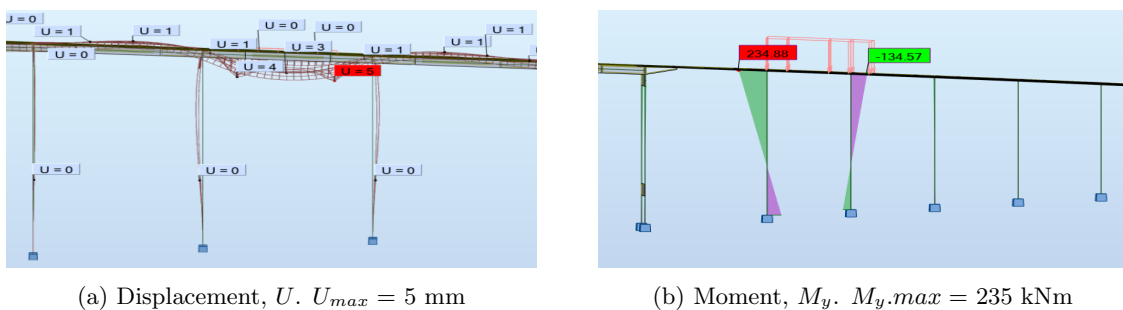 U = 0
U = 1
U = 1
U = 0
U = 1
U = 0
U = 0
U = 3
U = 4
U = 1
U = 5
U = 1
U = 1
U = 0
U = 0
U = 0
234.88
-134.57
(a) Displacement, U. Umax = 5 mm
(b) Moment, My. My.max = 235 kNm